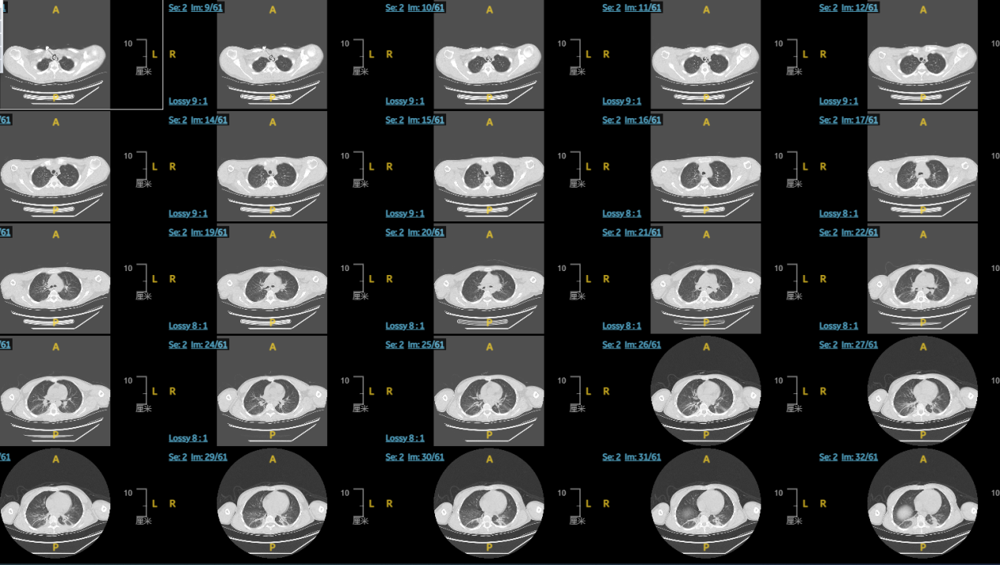 1 A Se: 2 Im: 9/61 A Se: 2 Im: 10/61 A Se: 2 Im: 11/61 A Se: 2 Im: 12/61 A
10 10 10 10 10
L R L R L R L R
厘米 厘米 厘米 厘米
P Lossy 9 : 1 P Lossy 9 : 1 P Lossy 9 : 1 P Lossy 9 : 1 P
/61 A Se: 2 Im: 14/61 A Se: 2 Im: 15/61 A Se: 2 Im: 16/61 A Se: 2 Im: 17/61 A
10 10 10 10 10
L R L R L R L R
厘米 厘米 厘米 厘米
P Lossy 9 : 1 P Lossy 9 : 1 P Lossy 8 : 1 P Lossy 8 : 1 P
/61 A Se: 2 Im: 19/61 A Se: 2 Im: 20/61 A Se: 2 Im: 21/61 A Se: 2 Im: 22/61 A
10 10 10 10 10
L R L R L R L R
厘米 厘米 厘米 厘米
P Lossy 8 : 1 P Lossy 8 : 1 P Lossy 8 : 1 P Lossy 8 : 1 P
/61 A Se: 2 Im: 24/61 A Se: 2 Im: 25/61 A Se: 2 Im: 26/61 A Se: 2 Im: 27/61 A
10 10 10 10 10
L R L R L R L R
厘米 厘米 厘米 厘米
P Lossy 8 : 1 P Lossy 8 : 1 P P P
/61 A Se: 2 Im: 29/61 A Se: 2 Im: 30/61 A Se: 2 Im: 31/61 A Se: 2 Im: 32/61 A
10 10 10 10 10
L R L R L R L R
厘米 厘米 厘米 厘米
P P P P P